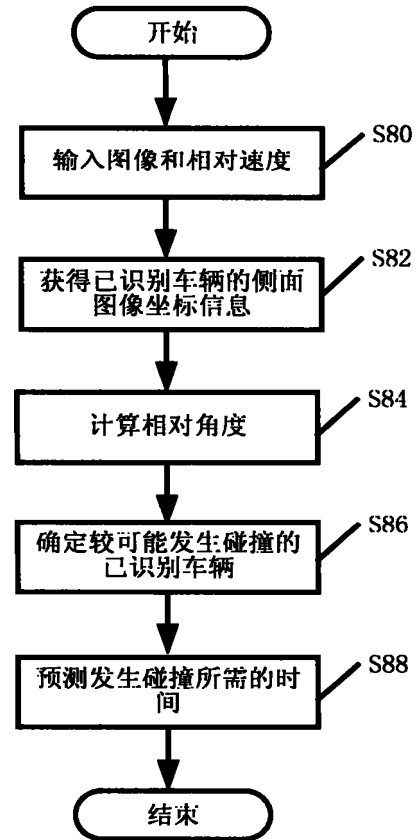 开始
输入图像和相对速度
S80
获得已识别车辆的侧面
图像坐标信息
S82
计算相对角度
S84
确定较可能发生碰撞的
已识别车辆
S86
预测发生碰撞所需的时
间
S88
结束